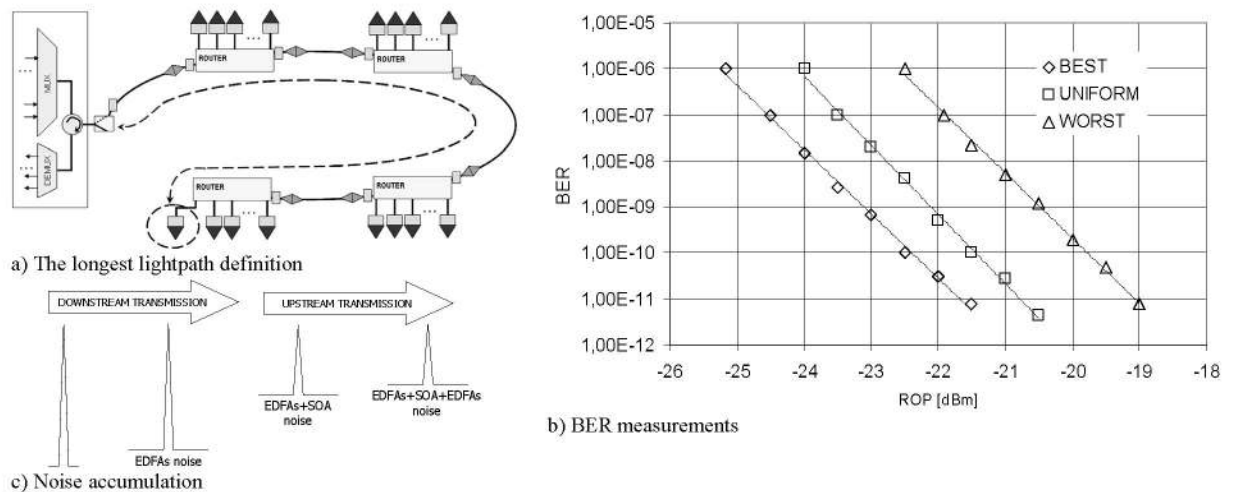 MUX
DEMUX
...
...
ROUTER
...
ROUTER
...
ROUTER
...
ROUTER
...
a) The longest lightpath definition
DOWNSTREAM TRANSMISSION
UPSTREAM TRANSMISSION
EDFAs noise
EDFAs+SOA
noise
EDFAs+SOA+EDFAs
noise
c) Noise accumulation
1,00E-05
1,00E-06
1,00E-07
1,00E-08
1,00E-09
1,00E-10
1,00E-11
1,00E-12
BER
BEST
UNIFORM
WORST
-26 -25 -24 -23 -22 -21 -20 -19 -18
ROP [dBm]
b) BER measurements